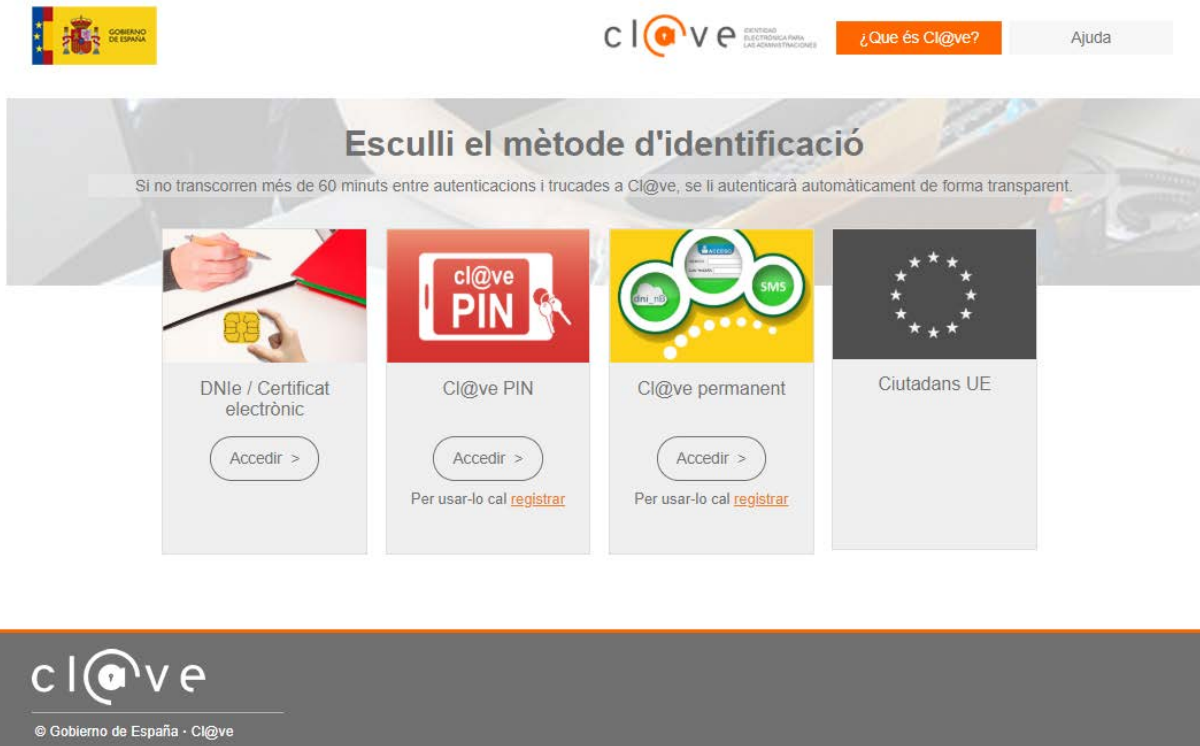 GOBIERNO
DE ESPAÑA
cl@ve
IDENTIDAD
ELECTRÓNICA PARA
LAS ADMINISTRACIONES
¿Que és Cl@ve?
Ajuda
Esculli el mètode d'identificació
Si no transcorren més de 60 minuts entre autenticacions i trucades a Cl@ve, se li autenticarà automàticament de forma transparent.
cl@ve
PIN
ACCESO
dni_nB
SMS
DNIe / Certificat
electrònic
Accedir >
Cl@ve PIN
Accedir >
Per usar-lo cal registrar
Cl@ve permanent
Accedir >
Per usar-lo cal registrar
Ciutadans UE
cl@ve
© Gobierno de España · Cl@ve